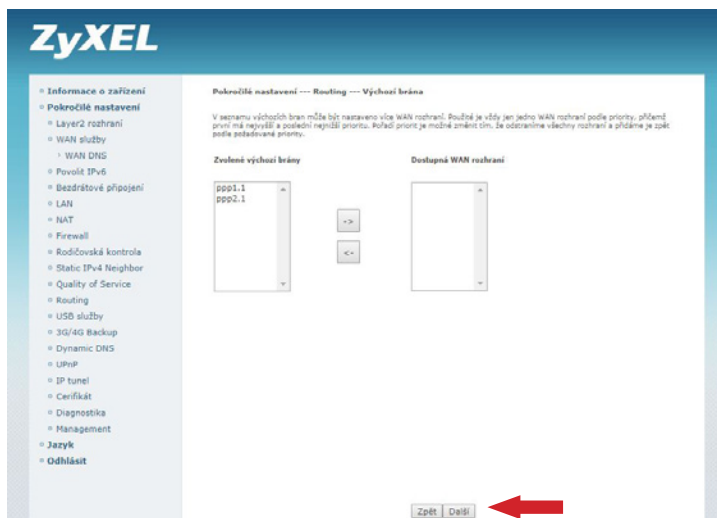 ZyXEL
Informace o zařízení
Pokročilé nastavení
Layer2 rozhraní
WAN služby
WAN DNS
Povolit IPv6
Bezdrátové připojení
LAN
NAT
Firewall
Rodičovská kontrola
Static IPv4 Neighbor
Quality of Service
Routing
USB služby
3G/4G Backup
Dynamic DNS
UPnP
IP tunel
Cerifikát
Diagnostika
Management
Jazyk
Odhlásit
Pokročilé nastavení --- Routing --- Výchozí brána
V seznamu výchozích bran může být nastaveno více WAN rozhraní. Použité je vždy jen jedno WAN rozhraní podle priority, přičemž
první má nejvyšší a poslední nejnižší prioritu. Pořadí priorit je možné změnit tím, že odstraníme všechny rozhraní a přidáme je zpět
podle požadované priority.
Zvolené výchozí brány
Dostupná WAN rozhraní
ppp1.1
ppp2.1
->
<-
Zpět
Další